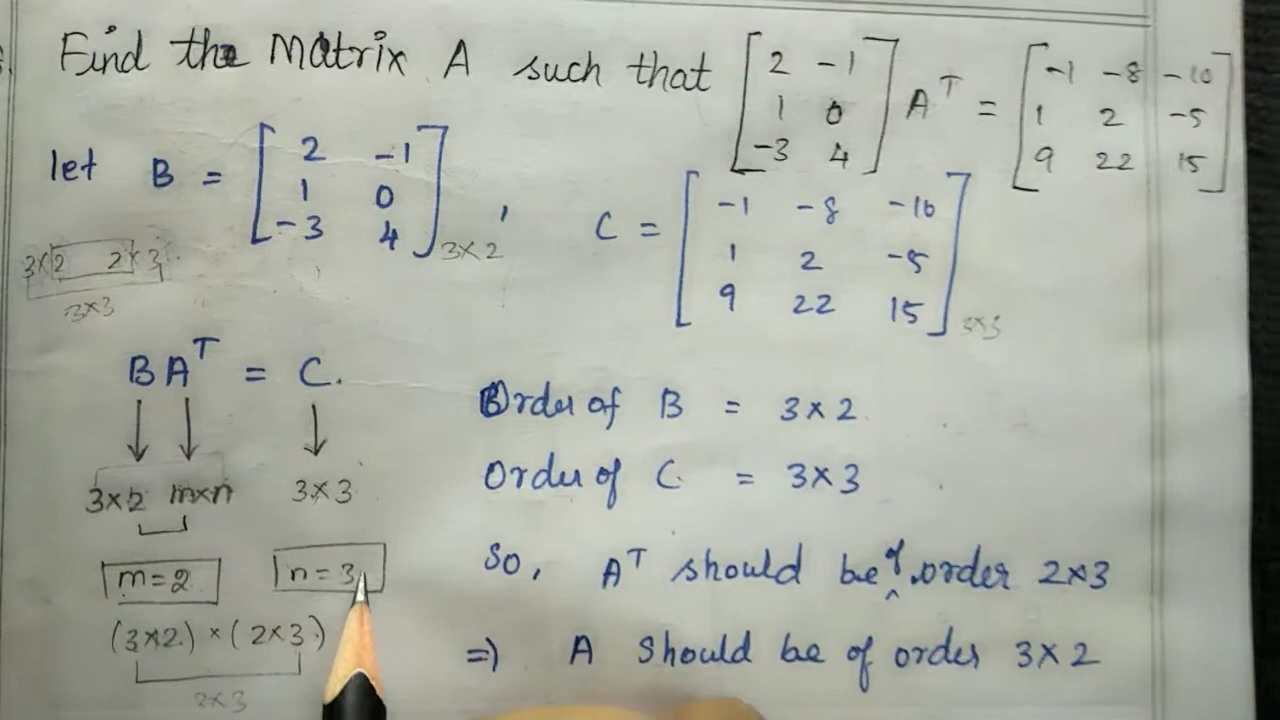 Find the Matrix A such that [2 -1 1 0 -3 4] A^T = [-1 -8 -10 1 2 -5 9 22 15]
let B = [2 -1 1 0 -3 4] 3×2 , C = [-1 -8 -10 1 2 -5 9 22 15] 3×3
3×2 2×3
3×3
BA^T = C.
3×2 m×n 3×3
m=2 n=3
(3×2) × (2×3)
3×3
Order of B = 3×2
Order of C = 3×3
So, A^T should be of order 2×3
=) A should be of order 3×2